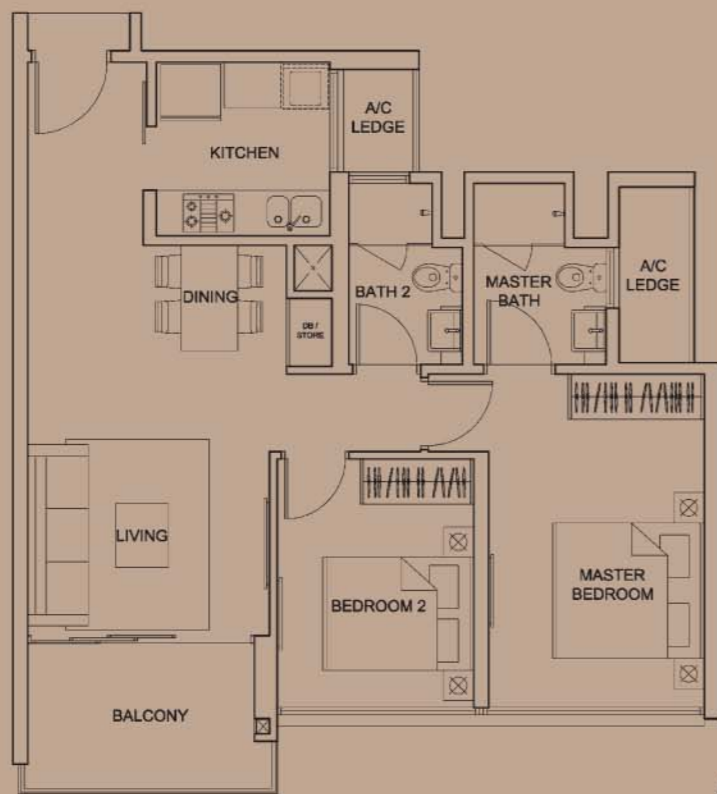 A/C
LEDGE
KITCHEN
DINING
BATH 2
MASTER
BATH
A/C
LEDGE
DB /
STORE
LIVING
BEDROOM 2
MASTER
BEDROOM
BALCONY